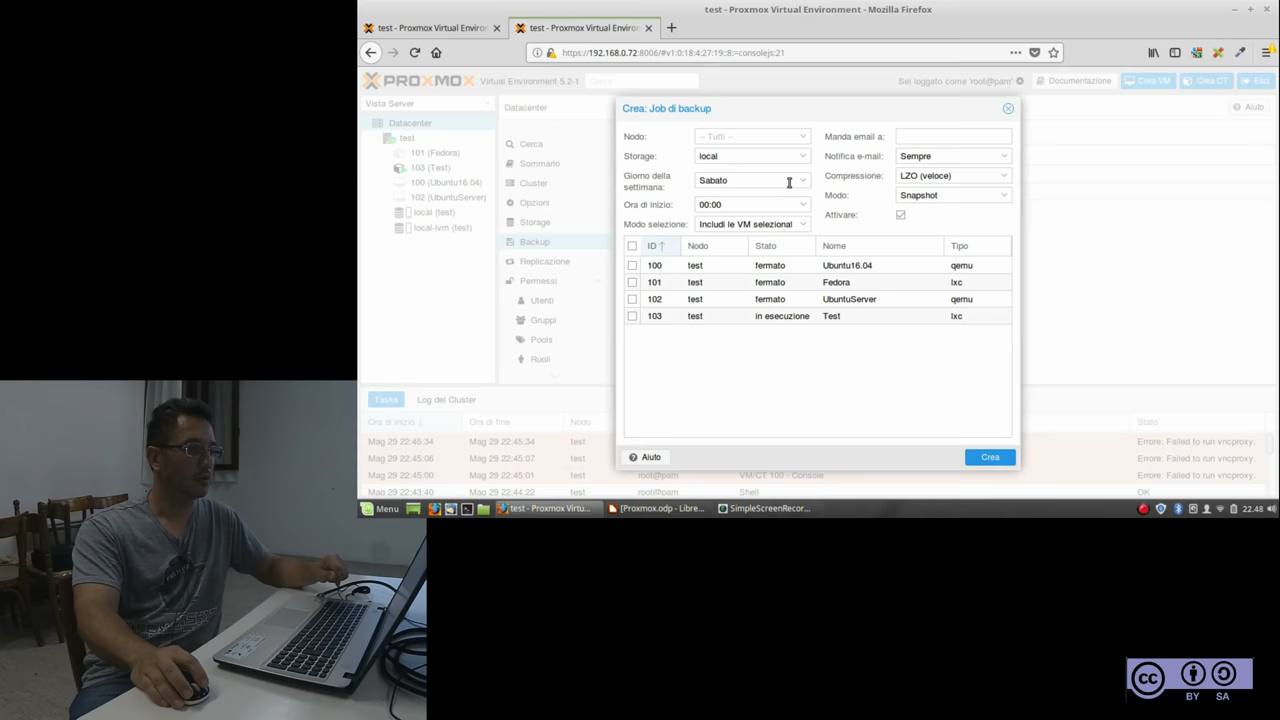 test - Proxmox Virtual Environment - Mozilla Firefox
test - Proxmox Virtual Environ
test - Proxmox Virtual Environ
https://192.168.0.72:8006/#v1:0:18:4:27:19::8:=consolejs:21
PROXMOX Virtual Environment 5.2-1 Cerca Sei loggato come 'root@pam' Documentazione Crea VM Crea CT Esci
Vista Server Datacenter Aiuto
Datacenter
test
101 (Fedora)
103 (Test)
100 (Ubuntu16.04)
102 (UbuntuServer)
local (test)
local-lvm (test)
Cerca
Sommario
Cluster
Opzioni
Storage
Backup
Replicazione
Permessi
Utenti
Gruppi
Pools
Ruoli
Crea: Job di backup
Nodo: -- Tutti -- Manda email a:
Storage: local Notifica e-mail: Sempre
Giorno della settimana: Sabato Compressione: LZO (veloce)
Modo: Snapshot
Ora di inizio: 00:00
Attivare:
Modo selezione: Includi le VM selezionat
ID Nodo Stato Nome Tipo
100 test fermato Ubuntu16.04 qemu
101 test fermato Fedora lxc
102 test fermato UbuntuServer qemu
103 test in esecuzione Test lxc
Aiuto Crea
Tasks Log del Cluster
Ora di inizio Ora di fine Nodo Stato
Mag 29 22:45:34 Mag 29 22:45:34 test Errore: Failed to run vncproxy.
Mag 29 22:45:06 Mag 29 22:45:07 test Errore: Failed to run vncproxy.
Mag 29 22:45:00 Mag 29 22:45:01 test root@pam VM/CT 100 - Console Errore: Failed to run vncproxy.
Mag 29 22:43:40 Mag 29 22:44:22 test root@pam Shell OK
Menu test - Proxmox Virtu... [Proxmox.odp - Libre... SimpleScreenRecor... 22.48
PROXMOX
cc BY SA